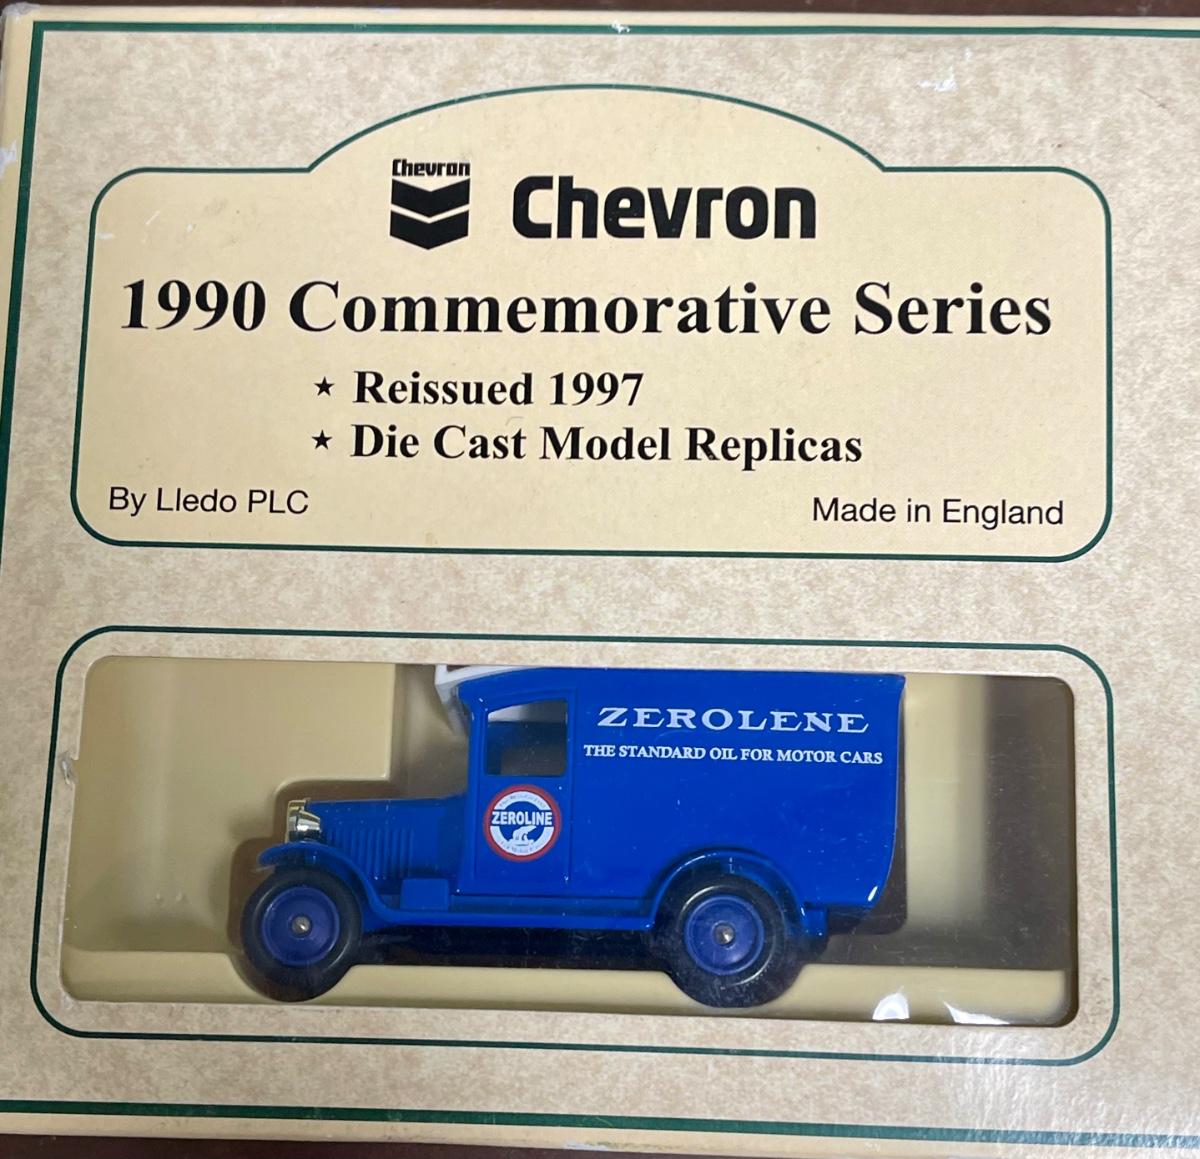 Chevron
Chevron
1990 Commemorative Series
★ Reissued 1997
★ Die Cast Model Replicas
By Lledo PLC
Made in England
ZEROLENE
THE STANDARD OIL FOR MOTOR CARS
ZEROLINE